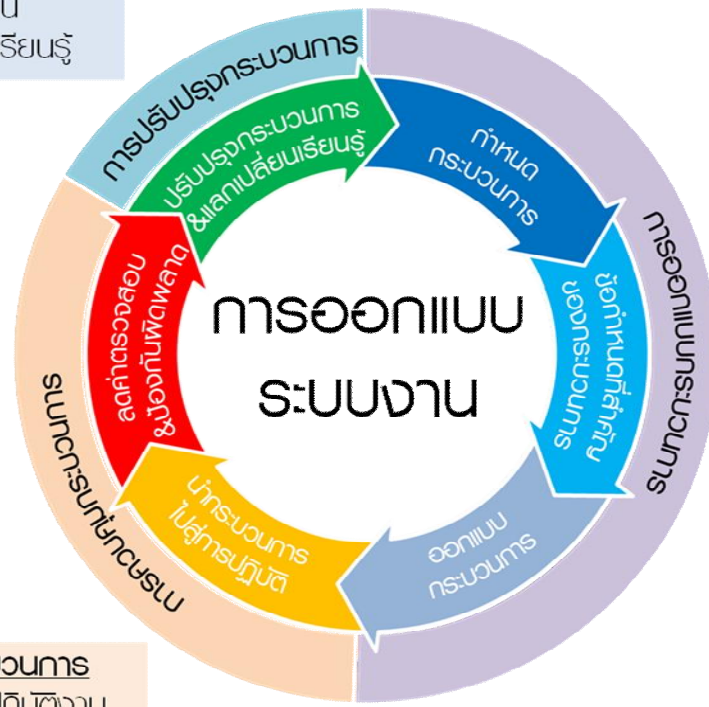 รียนรู้
การปรับปรุงกระบวนการ
ปรับปรุงกระบวนการ
&แลกเปลี่ยนเรียนรู้
กำหนด
กระบวนการ
การออกแบบกระบวนการ
ข้อกำหนดที่สำคัญ
ของกระบวนการ
การออกแบบ
ระบบงาน
ลดค่าตรวจสอบ
&ป้องกันผิดพลาด
ออกแบบ
กระบวนการ
นำกระบวนการ
ไปสู่การปฏิบัติ
การควบคุมกระบวนการ